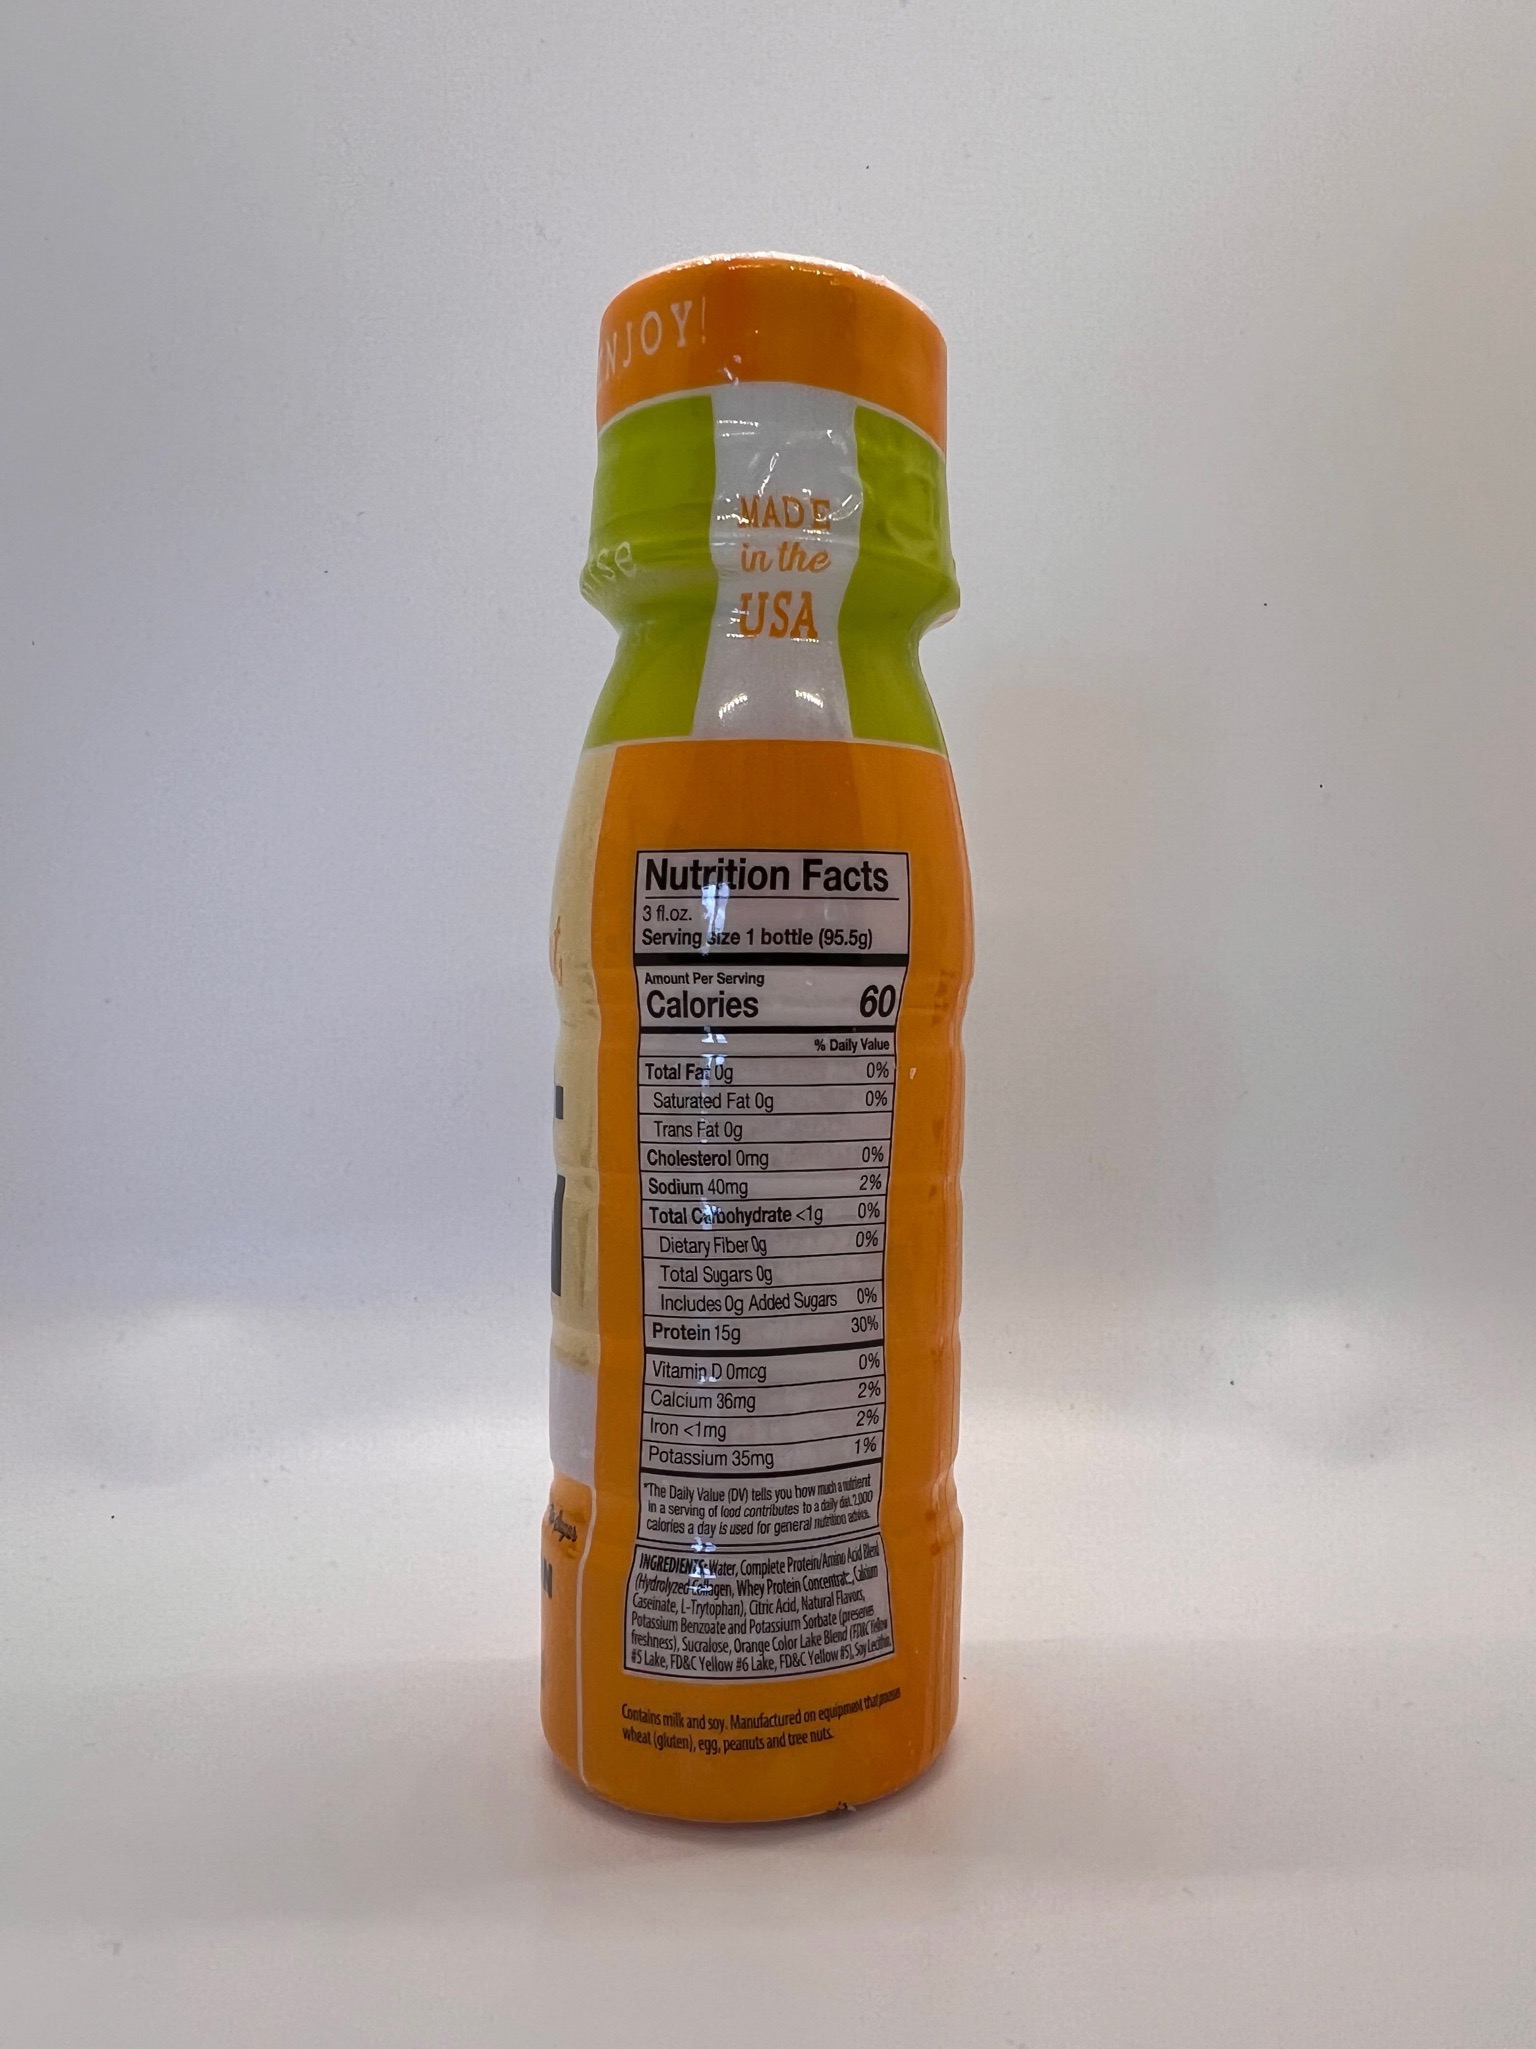 NJOY!
MADE
in the
USA
Nutrition Facts
3 fl.oz.
Serving size 1 bottle (95.5g)
Amount Per Serving
Calories 60
% Daily Value
Total Fat 0g 0%
Saturated Fat 0g 0%
Trans Fat 0g
Cholesterol 0mg 0%
Sodium 40mg 2%
Total Carbohydrate <1g 0%
Dietary Fiber 0g 0%
Total Sugars 0g
Includes 0g Added Sugars 0%
Protein 15g 30%
Vitamin D 0mcg 0%
Calcium 36mg 2%
Iron <1mg 2%
Potassium 35mg 1%
*The Daily Value (DV) tells you how much a nutrient
in a serving of food contributes to a daily diet. 2,000
calories a day is used for general nutrition advice.
INGREDIENTS: Water, Complete Protein/Amino Acid Blend
(Hydrolyzed Collagen, Whey Protein Concentrate, Calcium
Caseinate, L-Trytophan), Citric Acid, Natural Flavors,
Potassium Benzoate and Potassium Sorbate (preserves
freshness), Sucralose, Orange Color Lake Blend (FD&C Yellow
#5 Lake, FD&C Yellow #6 Lake, FD&C Yellow #5), Soy Lecithin.
Contains milk and soy. Manufactured on equipment that processes
wheat (gluten), egg, peanuts and tree nuts.